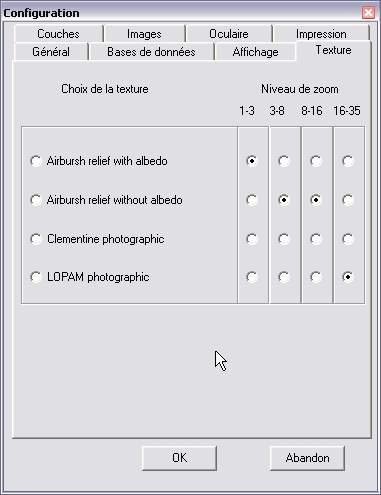 Configuration
Couches Images Oculaire Impression
Général Bases de données Affichage Texture
Choix de la texture Niveau de zoom
1-3 3-8 8-16 16-35
Airbursh relief with albedo
Airbursh relief without albedo
Clementine photographic
LOPAM photographic
OK Abandon